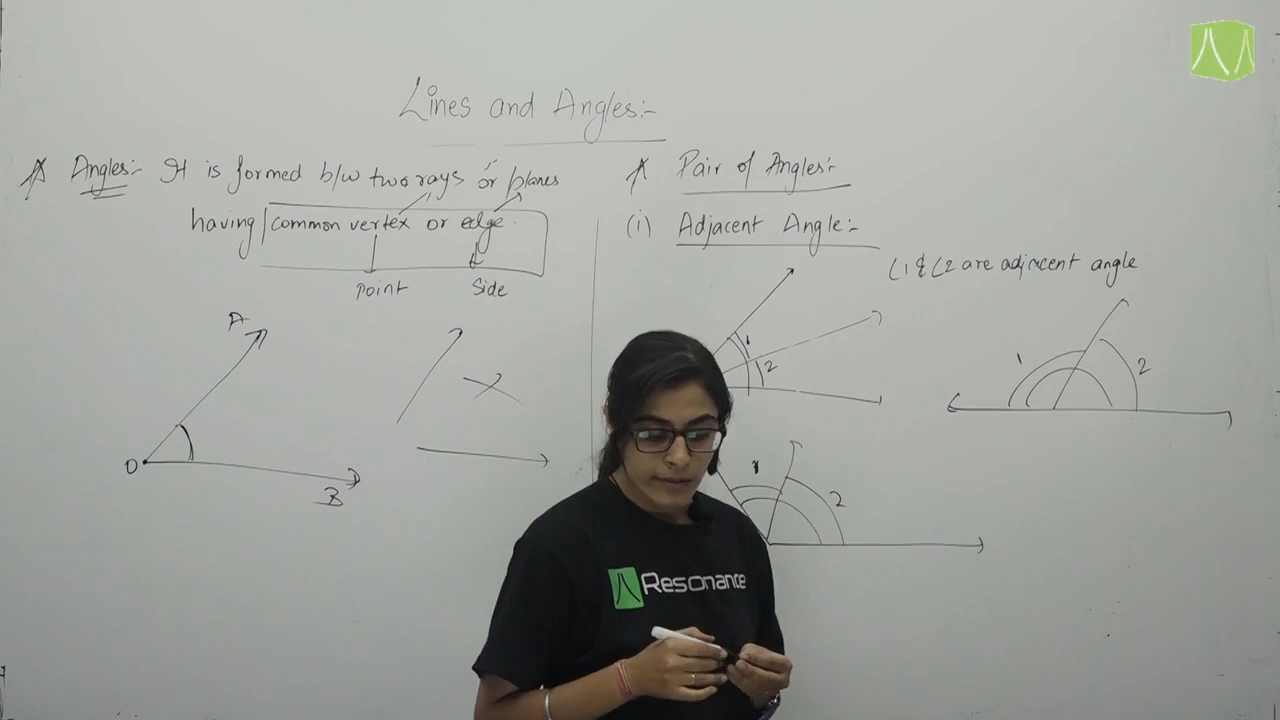 Lines and Angles:-
Angles:- It is formed b/w two rays or planes
having common vertex or edge.
Point Side
A
O
B
Pair of Angles:-
(i) Adjacent Angle:-
∠1 & ∠2 are adjacent angle
1
2
1
2
1
2
Resonance